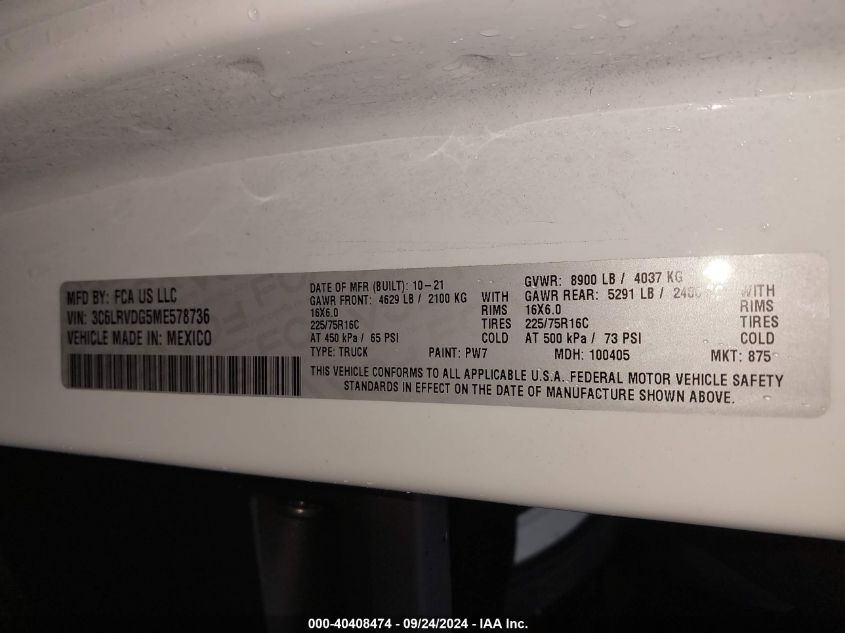 MFD BY: FCA US LLC
VIN: 3C6LRVDG5ME578736
VEHICLE MADE IN: MEXICO
DATE OF MFR (BUILT): 10-21
GAWR FRONT: 4629 LB / 2100 KG WITH
16X6.0 RIMS
225/75R16C TIRES
AT 450 kPa / 65 PSI COLD
TYPE: TRUCK PAINT: PW7
GVWR: 8900 LB / 4037 KG
GAWR REAR: 5291 LB / KG WITH
16X6.0 RIMS
225/75R16C TIRES
AT 500 kPa / 73 PSI COLD
MDH: 100405 MKT: 875
THIS VEHICLE CONFORMS TO ALL APPLICABLE U.S.A. FEDERAL MOTOR VEHICLE SAFETY
STANDARDS IN EFFECT ON THE DATE OF MANUFACTURE SHOWN ABOVE.
000-40408474 - 09/24/2024 - IAA Inc.